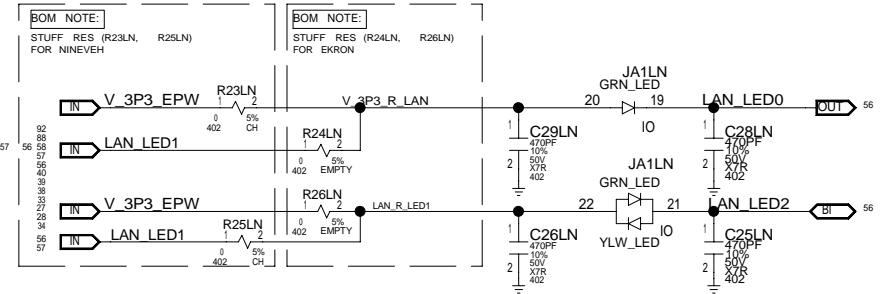 BOM NOTE:
STUFF RES (R23LN, R25LN)
FOR NINEVEH
BOM NOTE:
STUFF RES (R24LN, R26LN)
FOR EKRON
IN V_3P3_EPW
R23LN
1 2
0 5%
402 CH
V_3P3_R_LAN
JA1LN
GRN_LED
20 19
IO
LAN_LED0
OUT 56
92
88
57 56 58
57
56
40
39
38
33
27
28
34
IN LAN_LED1
R24LN
1 2
0 5%
402 EMPTY
1
2
C29LN
470PF
10%
50V
X7R
402
1
2
C28LN
470PF
10%
50V
X7R
402
IN V_3P3_EPW
R26LN
1 2
0 5%
402 EMPTY
LAN_R_LED1
JA1LN
GRN_LED
22 21
YLW_LED
IO
LAN_LED2
BI 56
56
57
IN LAN_LED1
R25LN
1 2
0 5%
402 CH
1
2
C26LN
470PF
10%
50V
X7R
402
1
2
C25LN
470PF
10%
50V
X7R
402